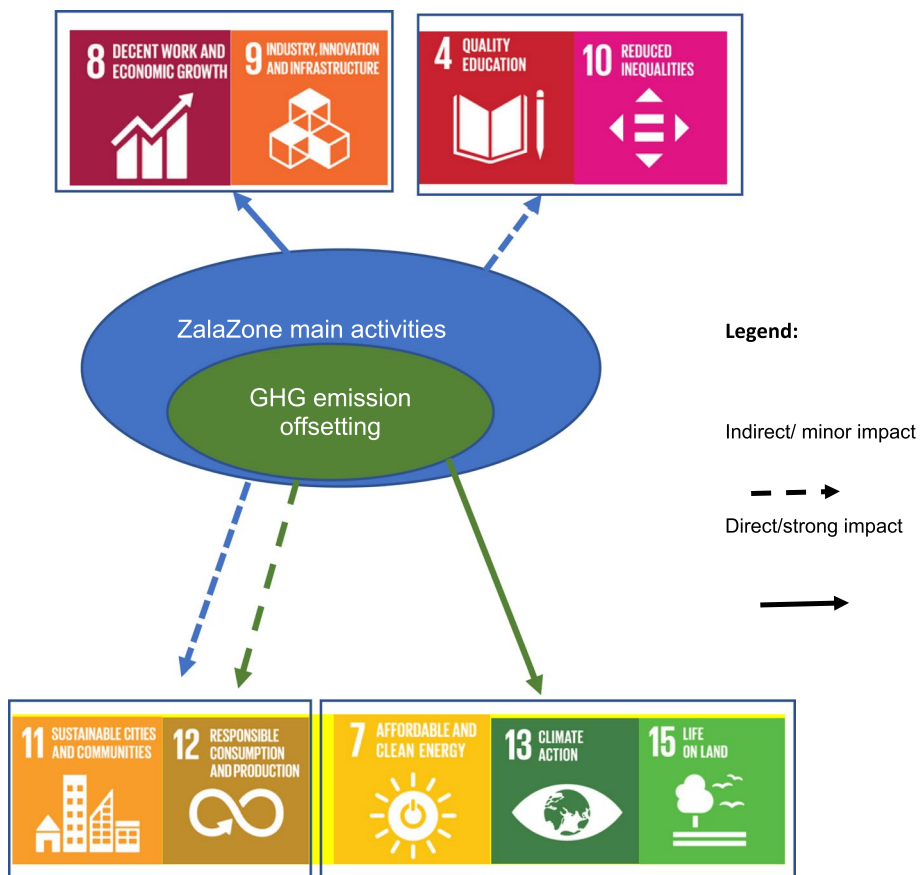 8 DECENT WORK AND
ECONOMIC GROWTH
9 INDUSTRY, INNOVATION
AND INFRASTRUCTURE
4 QUALITY
EDUCATION
10 REDUCED
INEQUALITIES
ZalaZone main activities
GHG emission
offsetting
Legend:
Indirect/ minor impact
Direct/strong impact
11 SUSTAINABLE CITIES
AND COMMUNITIES
12 RESPONSIBLE
CONSUMPTION
AND PRODUCTION
7 AFFORDABLE AND
CLEAN ENERGY
13 CLIMATE
ACTION
15 LIFE
ON LAND